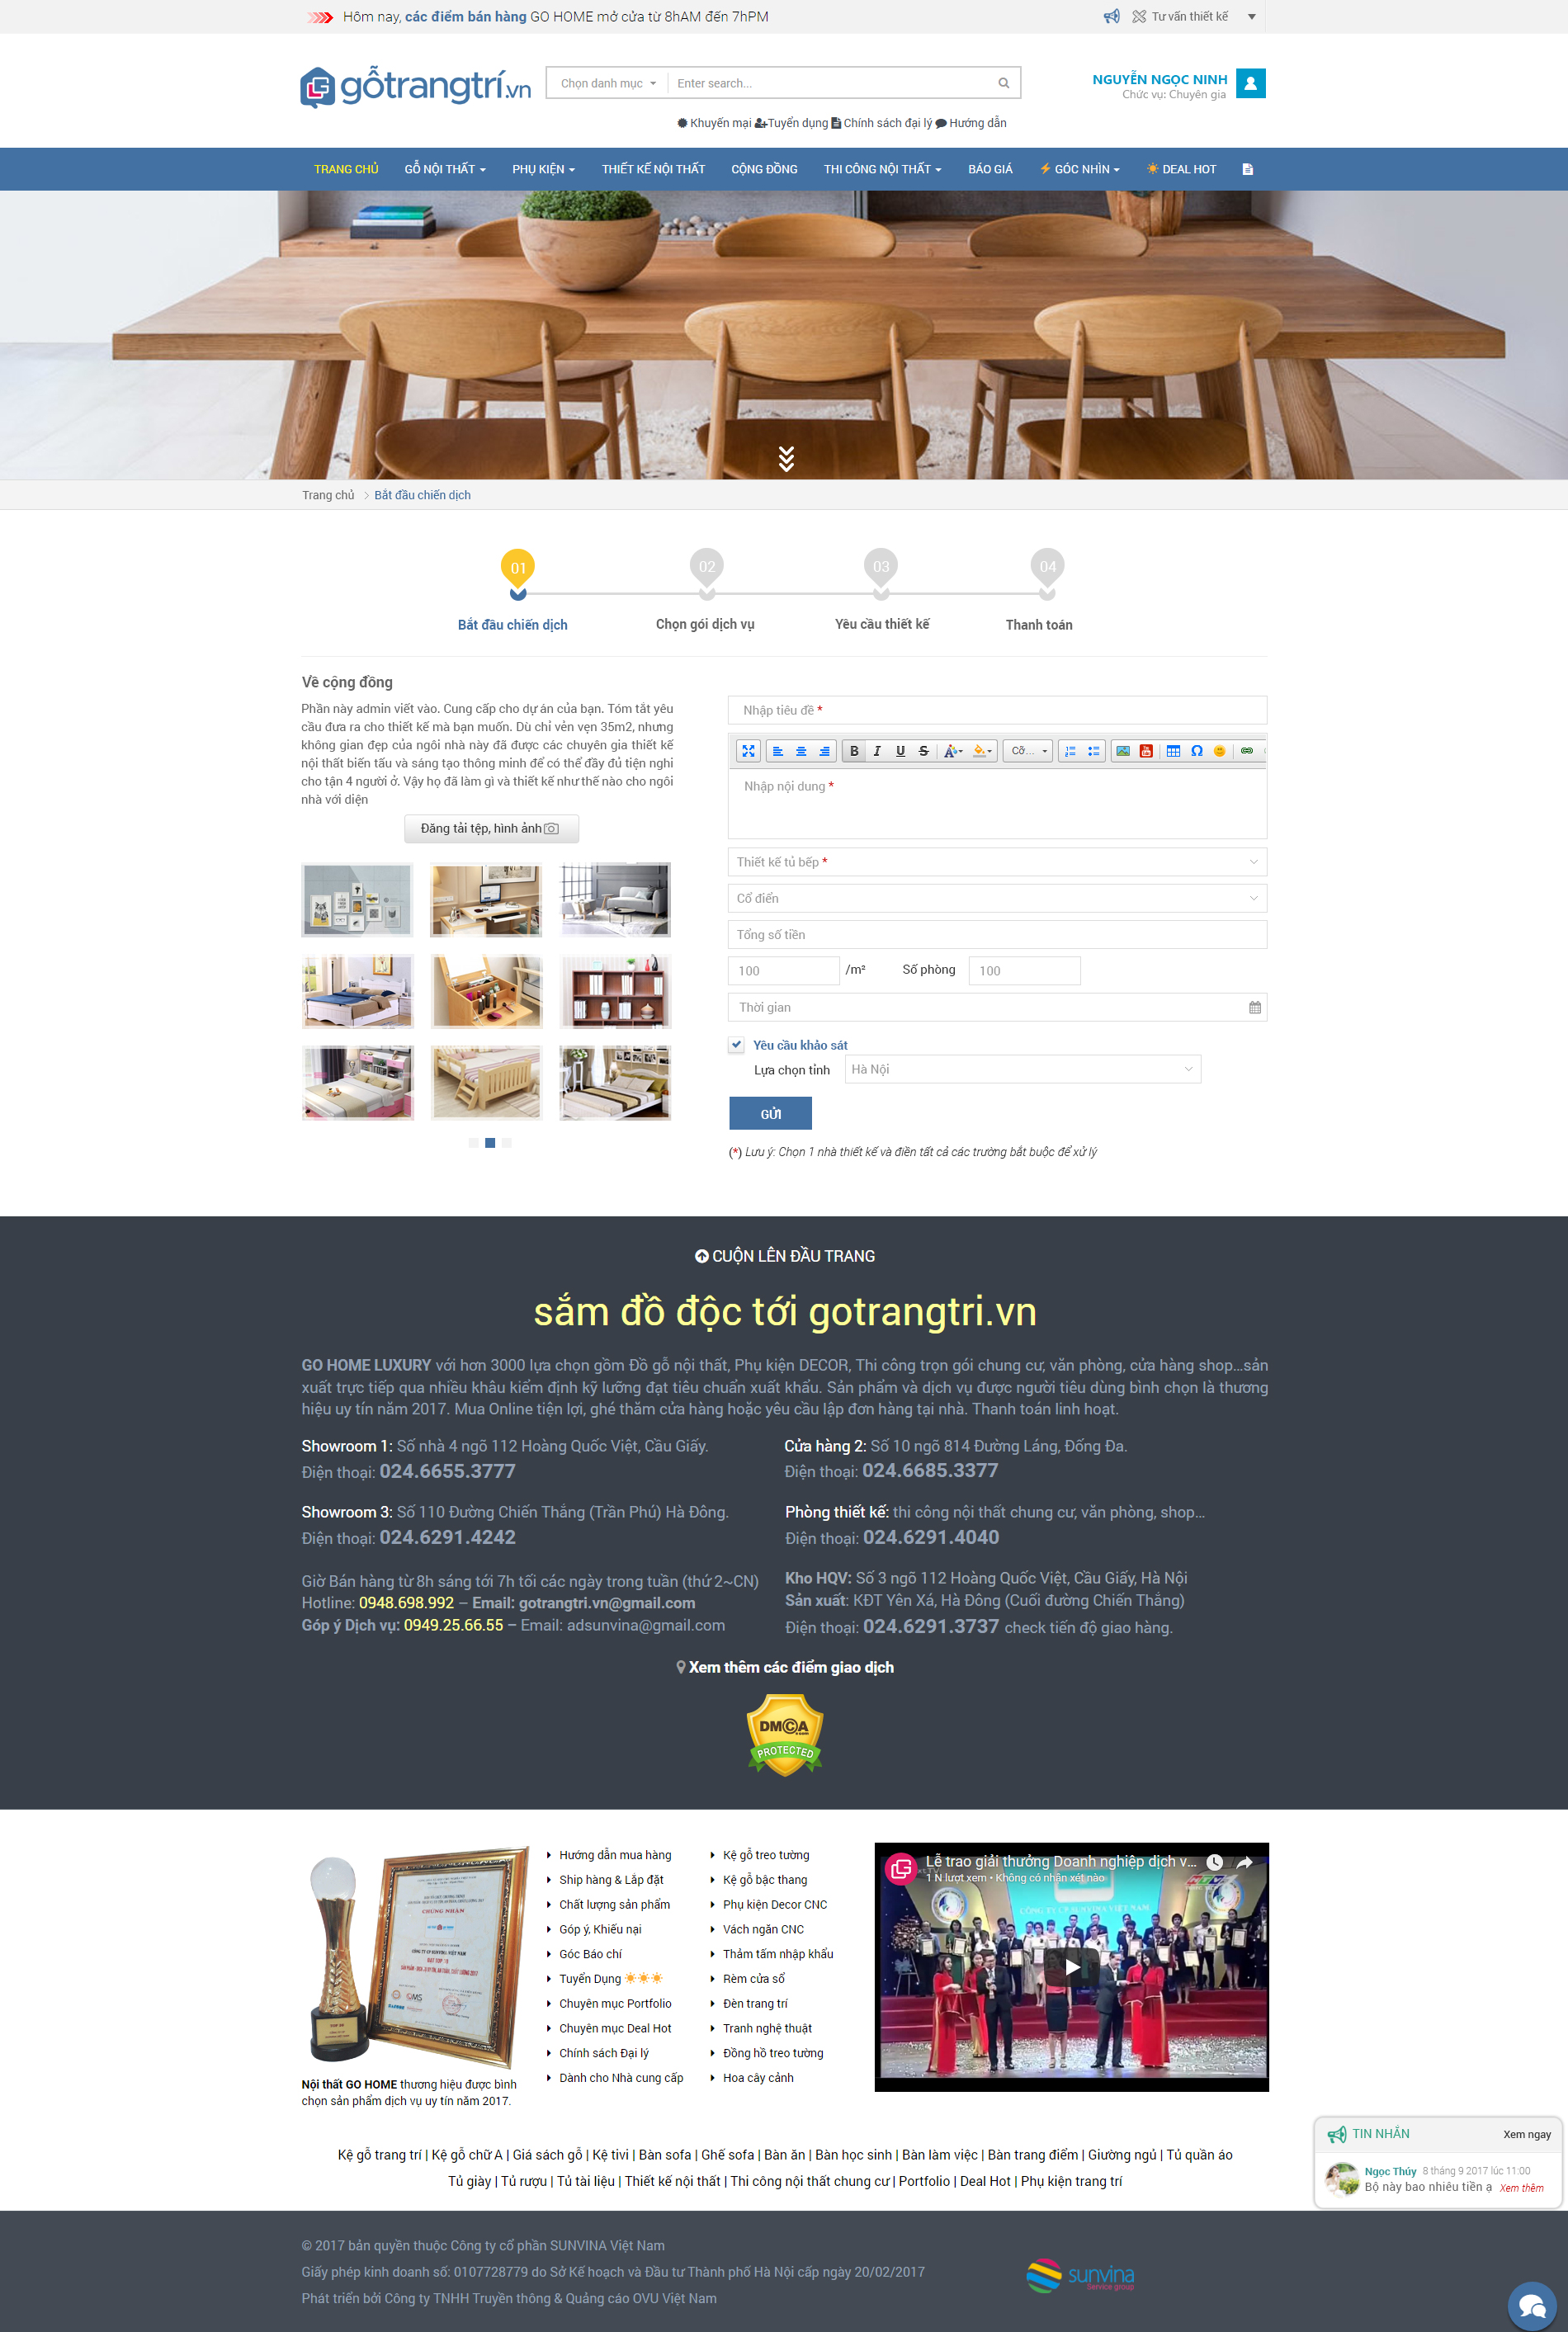 Hôm nay, các điểm bán hàng GO HOME mở cửa từ 8hAM đến 7hPM
Tư vấn thiết kế
gỗtrangtrí.vn
Chọn danh mục
Enter search...
NGUYỄN NGỌC NINH
Chức vụ: Chuyên gia
Khuyến mại Tuyển dụng Chính sách đại lý Hướng dẫn
TRANG CHỦ GỖ NỘI THẤT PHỤ KIỆN THIẾT KẾ NỘI THẤT CỘNG ĐỒNG THI CÔNG NỘI THẤT BÁO GIÁ GÓC NHÌN DEAL HOT
Trang chủ Bắt đầu chiến dịch
01 02 03 04
Bắt đầu chiến dịch Chọn gói dịch vụ Yêu cầu thiết kế Thanh toán
Về cộng đồng
Phần này admin viết vào. Cung cấp cho dự án của bạn. Tóm tắt yêu
cầu đưa ra cho thiết kế mà bạn muốn. Dù chỉ vẻn vẹn 35m2, nhưng
không gian đẹp của ngôi nhà này đã được các chuyên gia thiết kế
nội thất biến tấu và sáng tạo thông minh để có thể đầy đủ tiện nghi
cho tận 4 người ở. Vậy họ đã làm gì và thiết kế như thế nào cho ngôi
nhà với diện
Đăng tải tệp, hình ảnh
Nhập tiêu đề *
B I U S Cỡ...
Nhập nội dung *
Thiết kế tủ bếp *
Cổ điển
Tổng số tiền
100 /m² Số phòng 100
Thời gian
Yêu cầu khảo sát
Lựa chọn tỉnh Hà Nội
GỬI
(*) Lưu ý: Chọn 1 nhà thiết kế và điền tất cả các trường bắt buộc để xử lý
CUỘN LÊN ĐẦU TRANG
sắm đồ độc tới gotrangtri.vn
GO HOME LUXURY với hơn 3000 lựa chọn gồm Đồ gỗ nội thất, Phụ kiện DECOR, Thi công trọn gói chung cư, văn phòng, cửa hàng shop...sản
xuất trực tiếp qua nhiều khâu kiểm định kỹ lưỡng đạt tiêu chuẩn xuất khẩu. Sản phẩm và dịch vụ được người tiêu dùng bình chọn là thương
hiệu uy tín năm 2017. Mua Online tiện lợi, ghé thăm cửa hàng hoặc yêu cầu lập đơn hàng tại nhà. Thanh toán linh hoạt.
Showroom 1: Số nhà 4 ngõ 112 Hoàng Quốc Việt, Cầu Giấy.
Điện thoại: 024.6655.3777
Cửa hàng 2: Số 10 ngõ 814 Đường Láng, Đống Đa.
Điện thoại: 024.6685.3377
Showroom 3: Số 110 Đường Chiến Thắng (Trần Phú) Hà Đông.
Điện thoại: 024.6291.4242
Phòng thiết kế: thi công nội thất chung cư, văn phòng, shop...
Điện thoại: 024.6291.4040
Giờ Bán hàng từ 8h sáng tới 7h tối các ngày trong tuần (thứ 2~CN)
Hotline: 0948.698.992 – Email: gotrangtri.vn@gmail.com
Góp ý Dịch vụ: 0949.25.66.55 – Email: adsunvina@gmail.com
Kho HQV: Số 3 ngõ 112 Hoàng Quốc Việt, Cầu Giấy, Hà Nội
Sản xuất: KĐT Yên Xá, Hà Đông (Cuối đường Chiến Thắng)
Điện thoại: 024.6291.3737 check tiến độ giao hàng.
Xem thêm các điểm giao dịch
DMCA
PROTECTED
CHỨNG NHẬN
Nội thất GO HOME thương hiệu được bình
chọn sản phẩm dịch vụ uy tín năm 2017.
Hướng dẫn mua hàng
Ship hàng & Lắp đặt
Chất lượng sản phẩm
Góp ý, Khiếu nại
Góc Báo chí
Tuyển Dụng
Chuyên mục Portfolio
Chuyên mục Deal Hot
Chính sách Đại lý
Dành cho Nhà cung cấp
Kệ gỗ treo tường
Kệ gỗ bậc thang
Phụ kiện Decor CNC
Vách ngăn CNC
Thảm tấm nhập khẩu
Rèm cửa sổ
Đèn trang trí
Tranh nghệ thuật
Đồng hồ treo tường
Hoa cây cảnh
Lễ trao giải thưởng Doanh nghiệp dịch v...
1 N lượt xem • Không có nhận xét nào
Kệ gỗ trang trí | Kệ gỗ chữ A | Giá sách gỗ | Kệ tivi | Bàn sofa | Ghế sofa | Bàn ăn | Bàn học sinh | Bàn làm việc | Bàn trang điểm | Giường ngủ | Tủ quần áo
Tủ giày | Tủ rượu | Tủ tài liệu | Thiết kế nội thất | Thi công nội thất chung cư | Portfolio | Deal Hot | Phụ kiện trang trí
TIN NHẮN Xem ngay
Ngọc Thúy 8 tháng 9 2017 lúc 11:00
Bộ này bao nhiêu tiền ạ Xem thêm
© 2017 bản quyền thuộc Công ty cổ phần SUNVINA Việt Nam
Giấy phép kinh doanh số: 0107728779 do Sở Kế hoạch và Đầu tư Thành phố Hà Nội cấp ngày 20/02/2017
Phát triển bởi Công ty TNHH Truyền thông & Quảng cáo OVU Việt Nam
sunvina
Service group